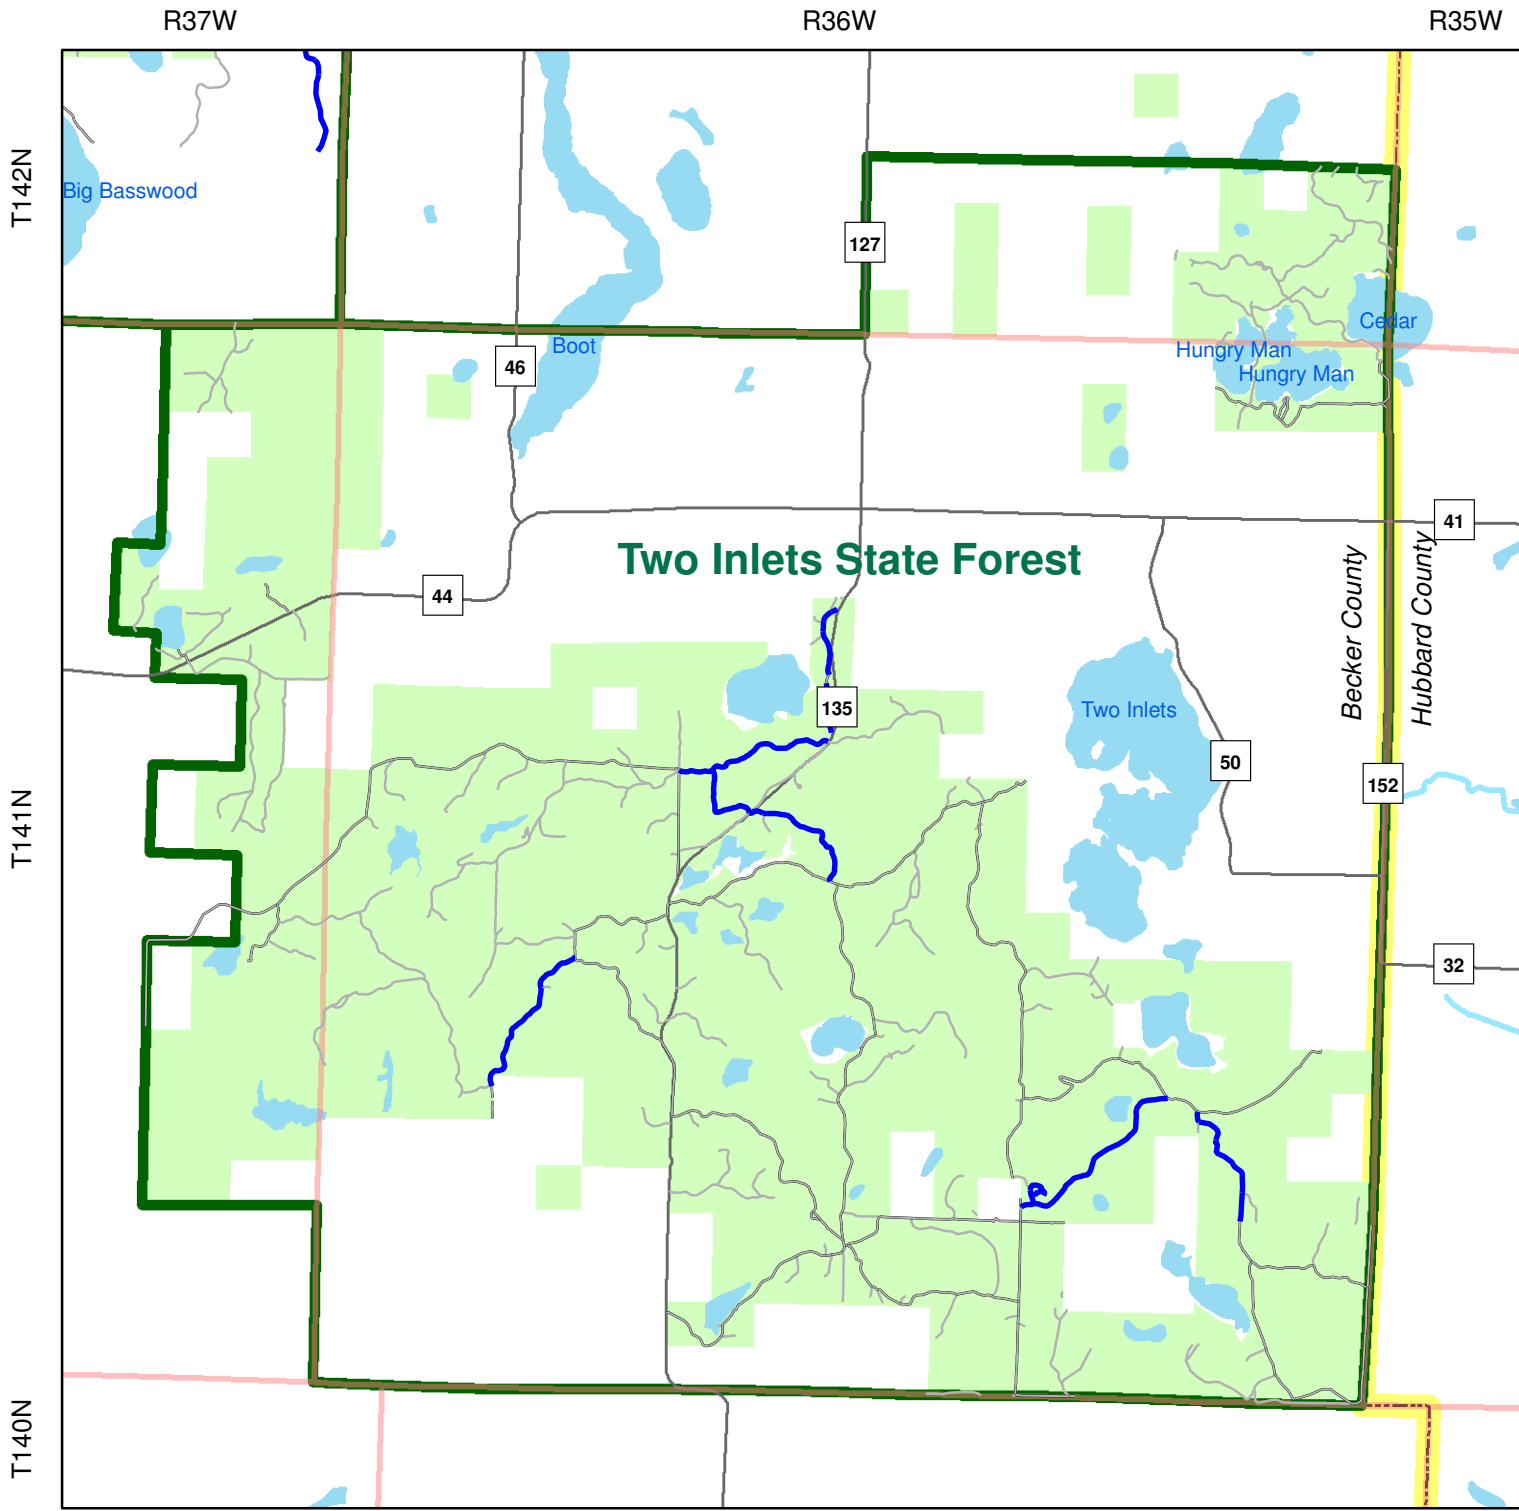 R37W
R36W
R35W
T142N
Big Basswood
127
Cedar
Boot
Hungry Man
46
Hungry Man
41
Two Inlets State Forest
44
Becker County
Hubbard County
135
Two Inlets
50
152
T141N
32
T140N